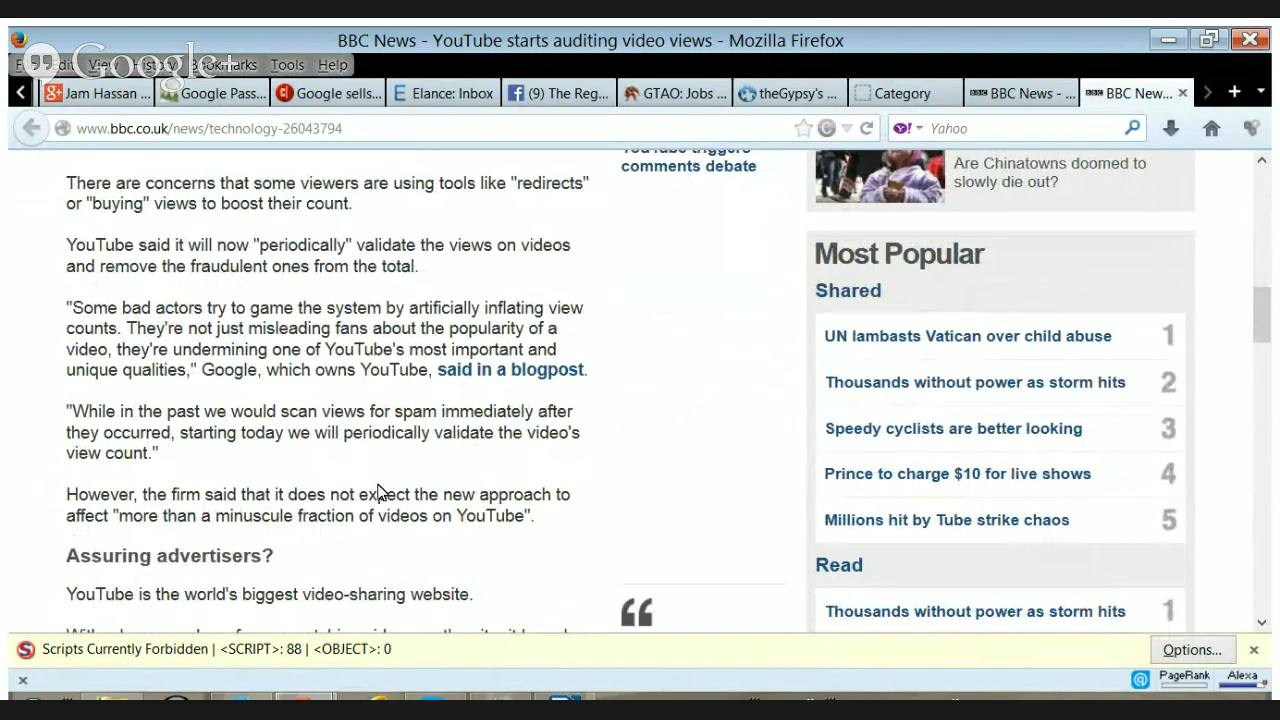 BBC News - YouTube starts auditing video views - Mozilla Firefox
Google+
View History Bookmarks Tools Help
Jam Hassan ... Google Pass... Google sells... Elance: Inbox (9) The Reg... GTAO: Jobs ... theGypsy's ... Category BBC News - ... BBC New...
www.bbc.co.uk/news/technology-26043794
Yahoo
There are concerns that some viewers are using tools like "redirects"
or "buying" views to boost their count.
YouTube said it will now "periodically" validate the views on videos
and remove the fraudulent ones from the total.
"Some bad actors try to game the system by artificially inflating view
counts. They're not just misleading fans about the popularity of a
video, they're undermining one of YouTube's most important and
unique qualities," Google, which owns YouTube, said in a blogpost.
"While in the past we would scan views for spam immediately after
they occurred, starting today we will periodically validate the video's
view count."
However, the firm said that it does not expect the new approach to
affect "more than a minuscule fraction of videos on YouTube".
Assuring advertisers?
YouTube is the world's biggest video-sharing website.
YouTube triggers
comments debate
Are Chinatowns doomed to
slowly die out?
Most Popular
Shared
UN lambasts Vatican over child abuse 1
Thousands without power as storm hits 2
Speedy cyclists are better looking 3
Prince to charge $10 for live shows 4
Millions hit by Tube strike chaos 5
Read
Thousands without power as storm hits 1
Scripts Currently Forbidden | <SCRIPT>: 88 | <OBJECT>: 0
Options...
PageRank Alexa